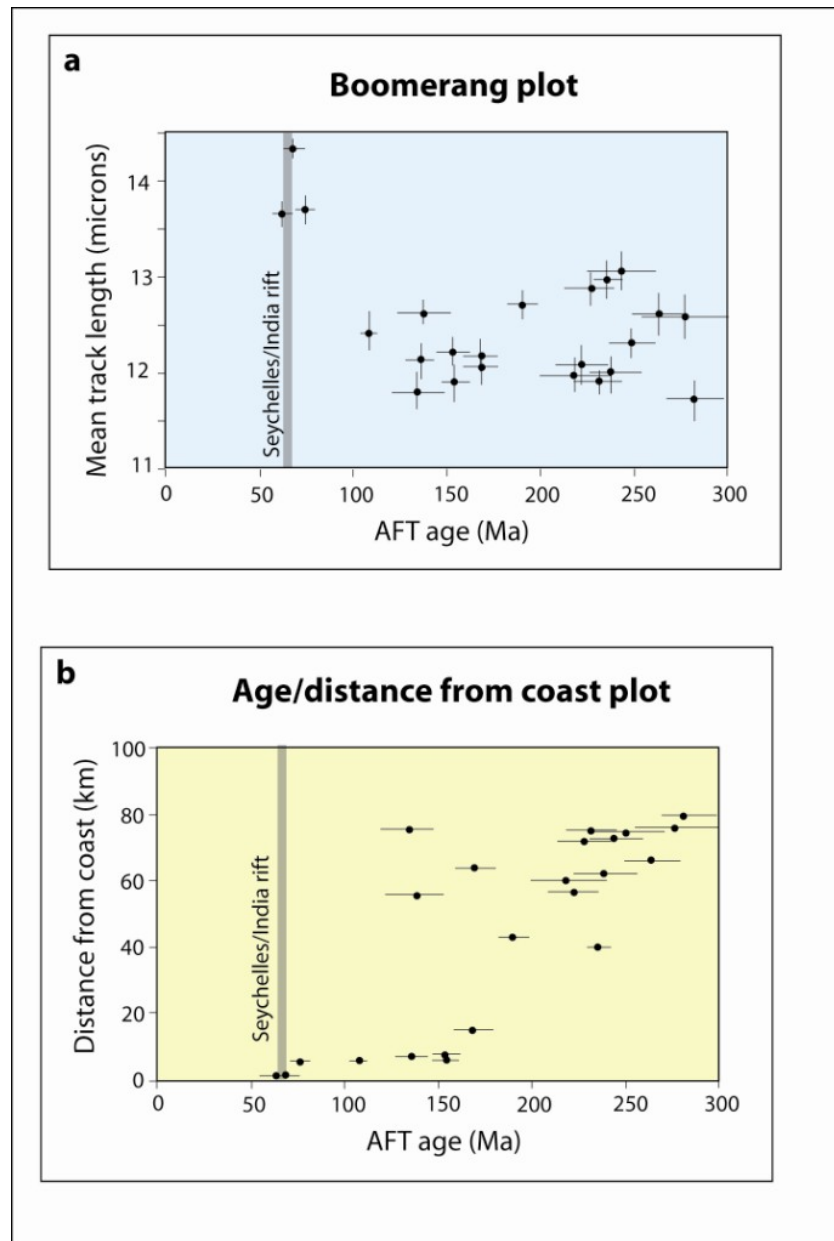 a
Boomerang plot
Mean track length (microns)
14
13
12
11
Seychelles/India rift
0 50 100 150 200 250 300
AFT age (Ma)
b
Age/distance from coast plot
Distance from coast (km)
100
80
60
40
20
0
Seychelles/India rift
0 50 100 150 200 250 300
AFT age (Ma)